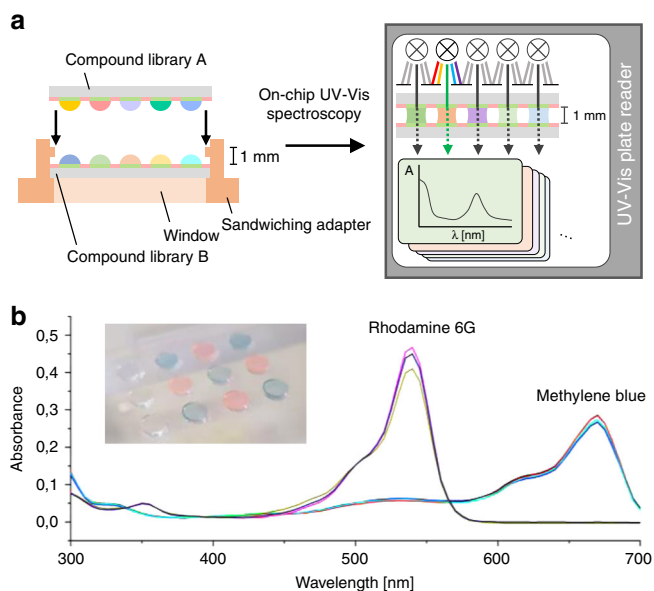 a
Compound library A
1 mm
Sandwiching adapter
Window
Compound library B
On-chip UV-Vis
spectroscopy
1 mm
A
λ [nm]
...
UV-Vis plate reader
b
Absorbance
0,5
0,4
0,3
0,2
0,1
0,0
Rhodamine 6G
Methylene blue
300
400
500
600
700
Wavelength [nm]